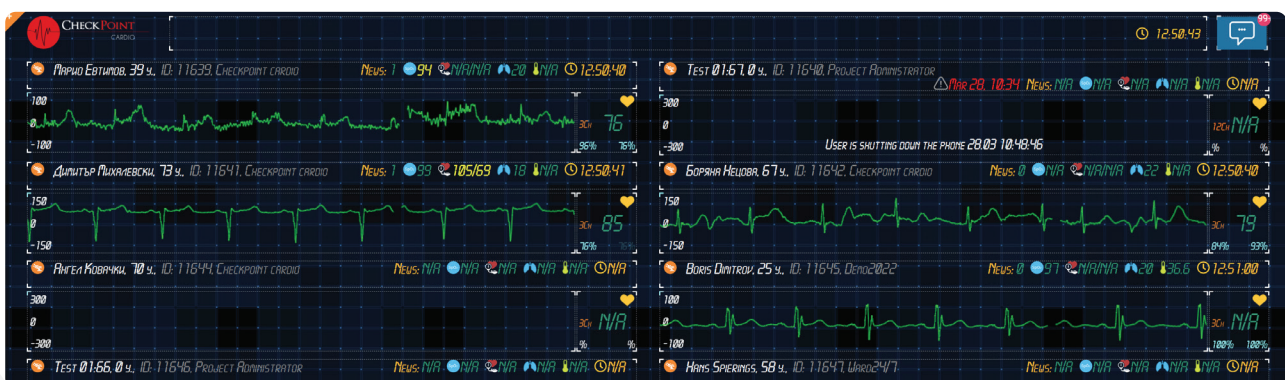 CheckPoint
CARDIO
12:50:43
99+
Марио Евтимов, 39 y., ID: 11639, Checkpoint cardio News: 1 94 N/A/N/A 20 N/A 12:50:40
100
0
-100
3Ch 76
96% 76%
Test 01:67, 0 y., ID: 11640, Project Administrator
Mar 28, 10:34 News: N/A N/A N/A N/A N/A N/A
300
0
-300
User is shutting down the phone 28.03 10:48:46
12Ch N/A
% %
Димитър Михалевски, 73 y., ID: 11641, Checkpoint cardio News: 1 99 105/69 18 N/A 12:50:41
150
0
-150
3Ch 85
76% 76%
Боряна Нецова, 67 y., ID: 11642, Checkpoint cardio News: 0 N/A N/A/N/A 22 N/A 12:50:40
150
0
-150
3Ch 79
84% 93%
Ангел Ковачки, 70 y., ID: 11644, Checkpoint cardio News: N/A N/A N/A N/A N/A N/A
300
0
-300
3Ch N/A
% %
Boris Dimitrov, 25 y., ID: 11645, Demo2022 News: 0 97 N/A/N/A 20 36.6 12:51:00
100
0
-100
3Ch N/A
100% 100%
Test 01:66, 0 y., ID: 11646, Project Administrator News: N/A N/A N/A N/A N/A N/A
Hans Spierings, 58 y., ID: 11647, Ward24/7 News: N/A N/A N/A N/A N/A N/A